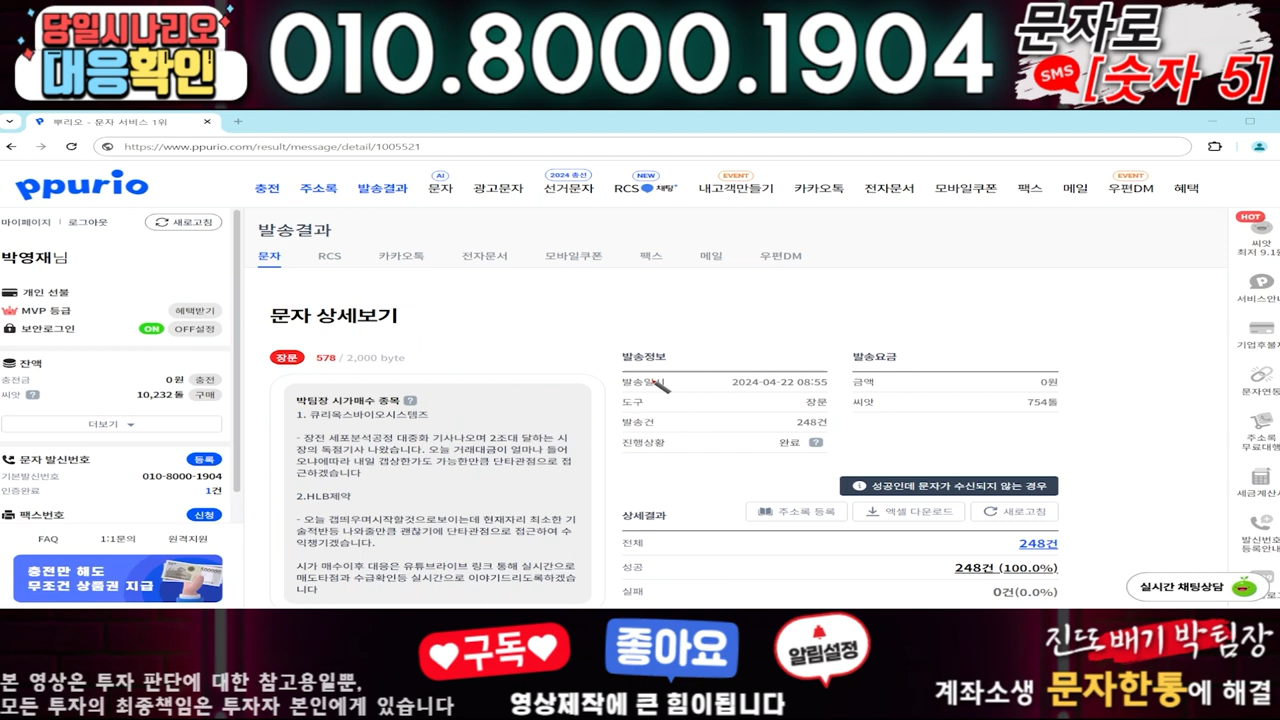 당일시나리오
대응확인
010.8000.1904
문자로
SMS [숫자 5]
뿌리오 - 문자 서비스 1위
https://www.ppurio.com/result/message/detail/1005521
ppurio
AI
2024 총선
NEW
EVENT
EVENT
충전 주소록 발송결과 문자 광고문자 선거문자 RCS 채팅+ 내고객만들기 카카오톡 전자문서 모바일쿠폰 팩스 메일 우편DM 혜택
마이페이지 로그아웃 새로고침
박영재님
개인 선불
MVP 등급 혜택받기
보안로그인 ON OFF설정
잔액
충전금 0원 충전
씨앗 ? 10,232톨 구매
더보기
문자 발신번호 등록
기본발신번호 010-8000-1904
인증완료 1건
팩스번호 신청
FAQ 1:1문의 원격지원
충전만 해도
무조건 상품권 지급
발송결과
문자 RCS 카카오톡 전자문서 모바일쿠폰 팩스 메일 우편DM
문자 상세보기
장문 578 / 2,000 byte
박팀장 시가매수 종목 ?
1. 큐리옥스바이오시스템즈
- 장전 세포분석공정 대중화 기사나오며 2조대 달하는 시
장의 독점기사 나왔습니다. 오늘 거래대금이 얼마나 들어
오냐에따라 내일 갭상한가도 가능한만큼 단타관점으로 접
근하겠습니다
2.HLB제약
- 오늘 갭띄우며시작할것으로보이는데 현재자리 최소한 기
술적반등 나와줄만큼 괜찮기에 단타관점으로 접근하여 수
익챙기겠습니다.
시가 매수이후 대응은 유튜브라이브 링크 통해 실시간으로
매도타점과 수급확인등 실시간으로 이야기드리도록하겠습
니다
발송정보
발송일시 2024-04-22 08:55
도구 장문
발송건 248건
진행상황 완료 ?
발송요금
금액 0원
씨앗 754톨
성공인데 문자가 수신되지 않는 경우
상세결과 주소록 등록 엑셀 다운로드 새로고침
전체 248건
성공 248건 (100.0%)
실패 0건(0.0%)
HOT
씨앗
최저 9.1원
서비스안내
기업후불제
문자연동
주소록
무료대행
세금계산서
발신번호
등록안내
실시간 채팅상담
본 영상은 투자 판단에 대한 참고용일뿐,
모든 투자의 최종책임은 투자자 본인에게 있습니다
구독
좋아요
알림설정
영상제작에 큰 힘이됩니다
진또배기 박팀장
계좌소생 문자한통에 해결